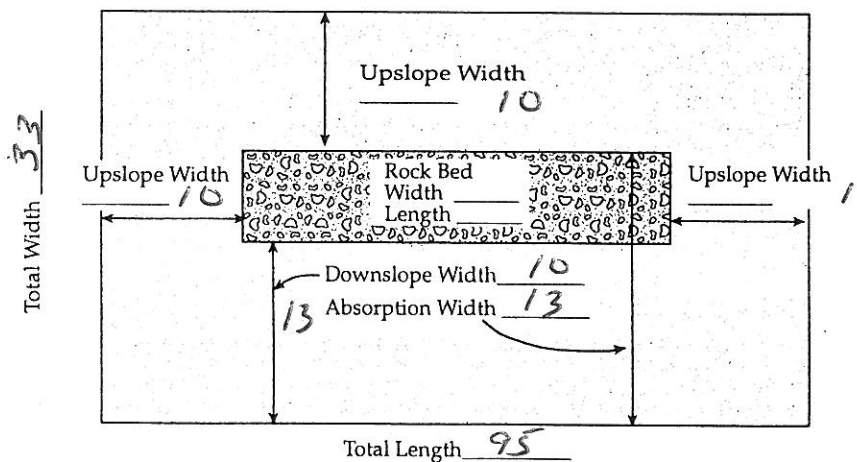 Upslope Width
10
Total Width 33
Upslope Width
10
Rock Bed
Width
Length
Upslope Width
1
Downslope Width 10
13 Absorption Width 13
Total Length 95